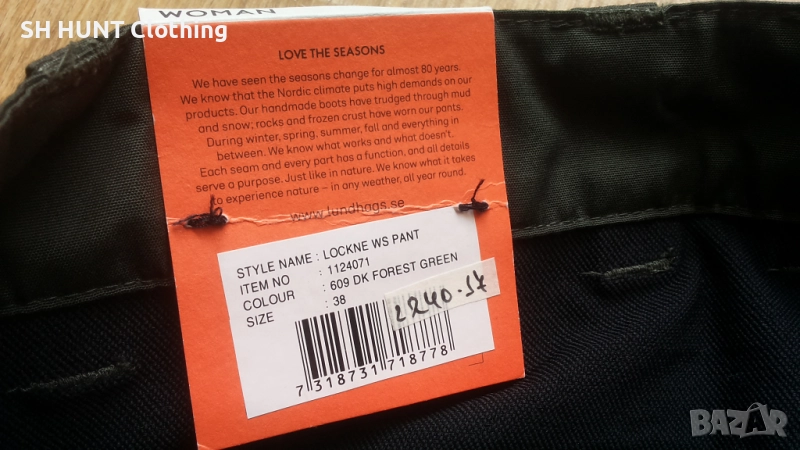 SH HUNT Clothing
WOMAN
LOVE THE SEASONS
We have seen the seasons change for almost 80 years.
We know that the Nordic climate puts high demands on our
products. Our handmade boots have trudged through mud
and snow; rocks and frozen crust have worn our pants.
During winter, spring, summer, fall and everything in
between. We know what works and what doesn't.
Each seam and every part has a function, and all details
serve a purpose. Just like in nature. We know what it takes
to experience nature – in any weather, all year round.
www.lundhags.se
STYLE NAME : LOCKNE WS PANT
ITEM NO : 1124071
COLOUR : 609 DK FOREST GREEN
SIZE : 38
2240-57
7 318731 718778
BAZAR